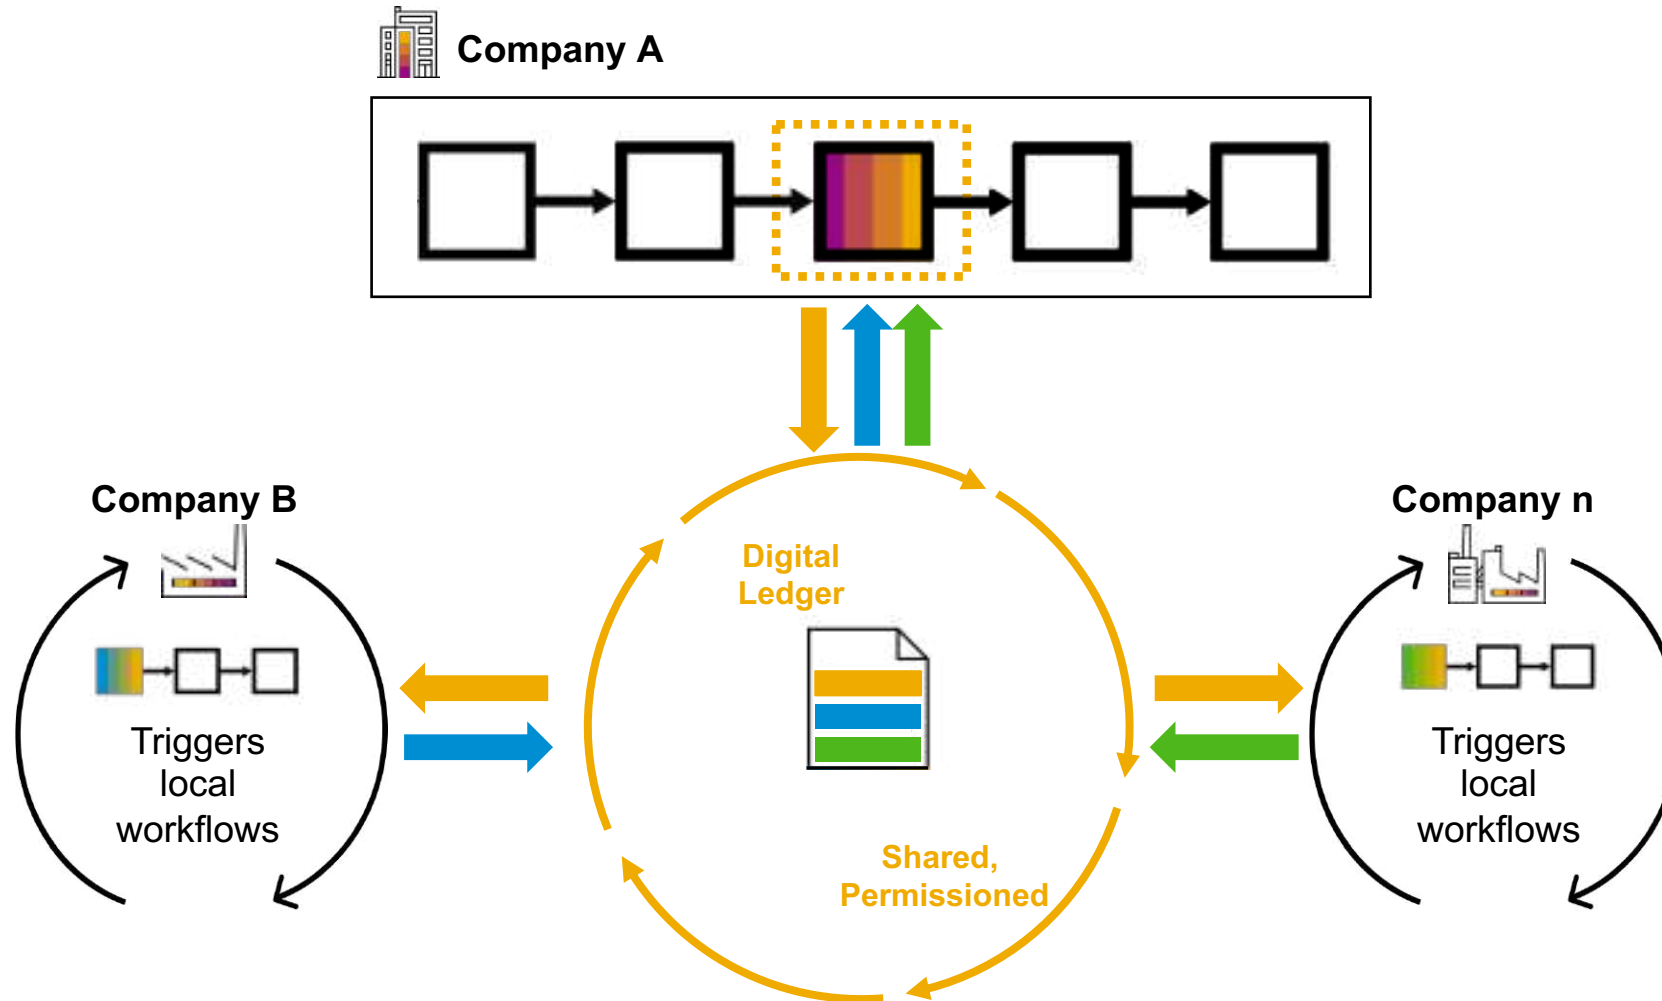 Company A
Company B
Company n
Digital
Ledger
Triggers
local
workflows
Triggers
local
workflows
Shared,
Permissioned